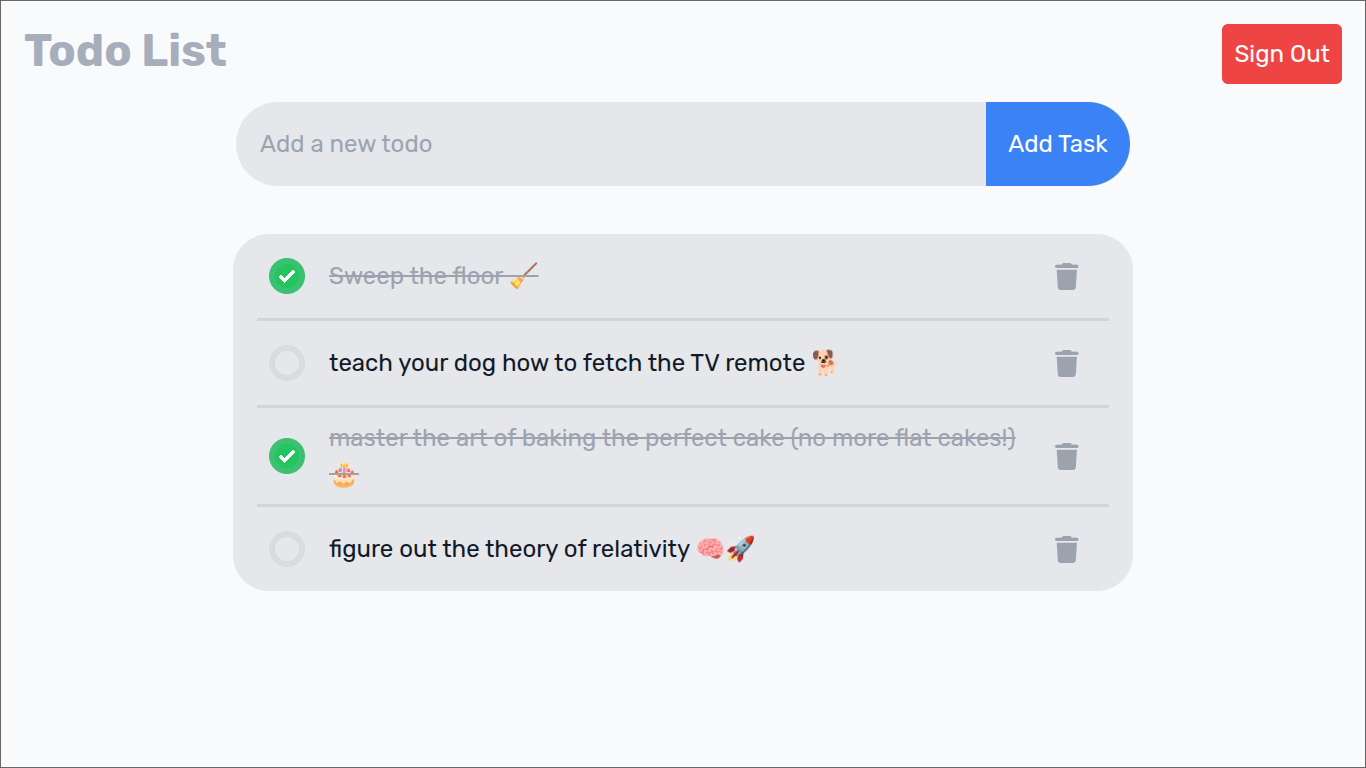 Todo List
Sign Out
Add a new todo
Add Task
Sweep the floor 🧹
teach your dog how to fetch the TV remote 🐕
master the art of baking the perfect cake (no more flat cakes!)
🎂
figure out the theory of relativity 🧠🚀